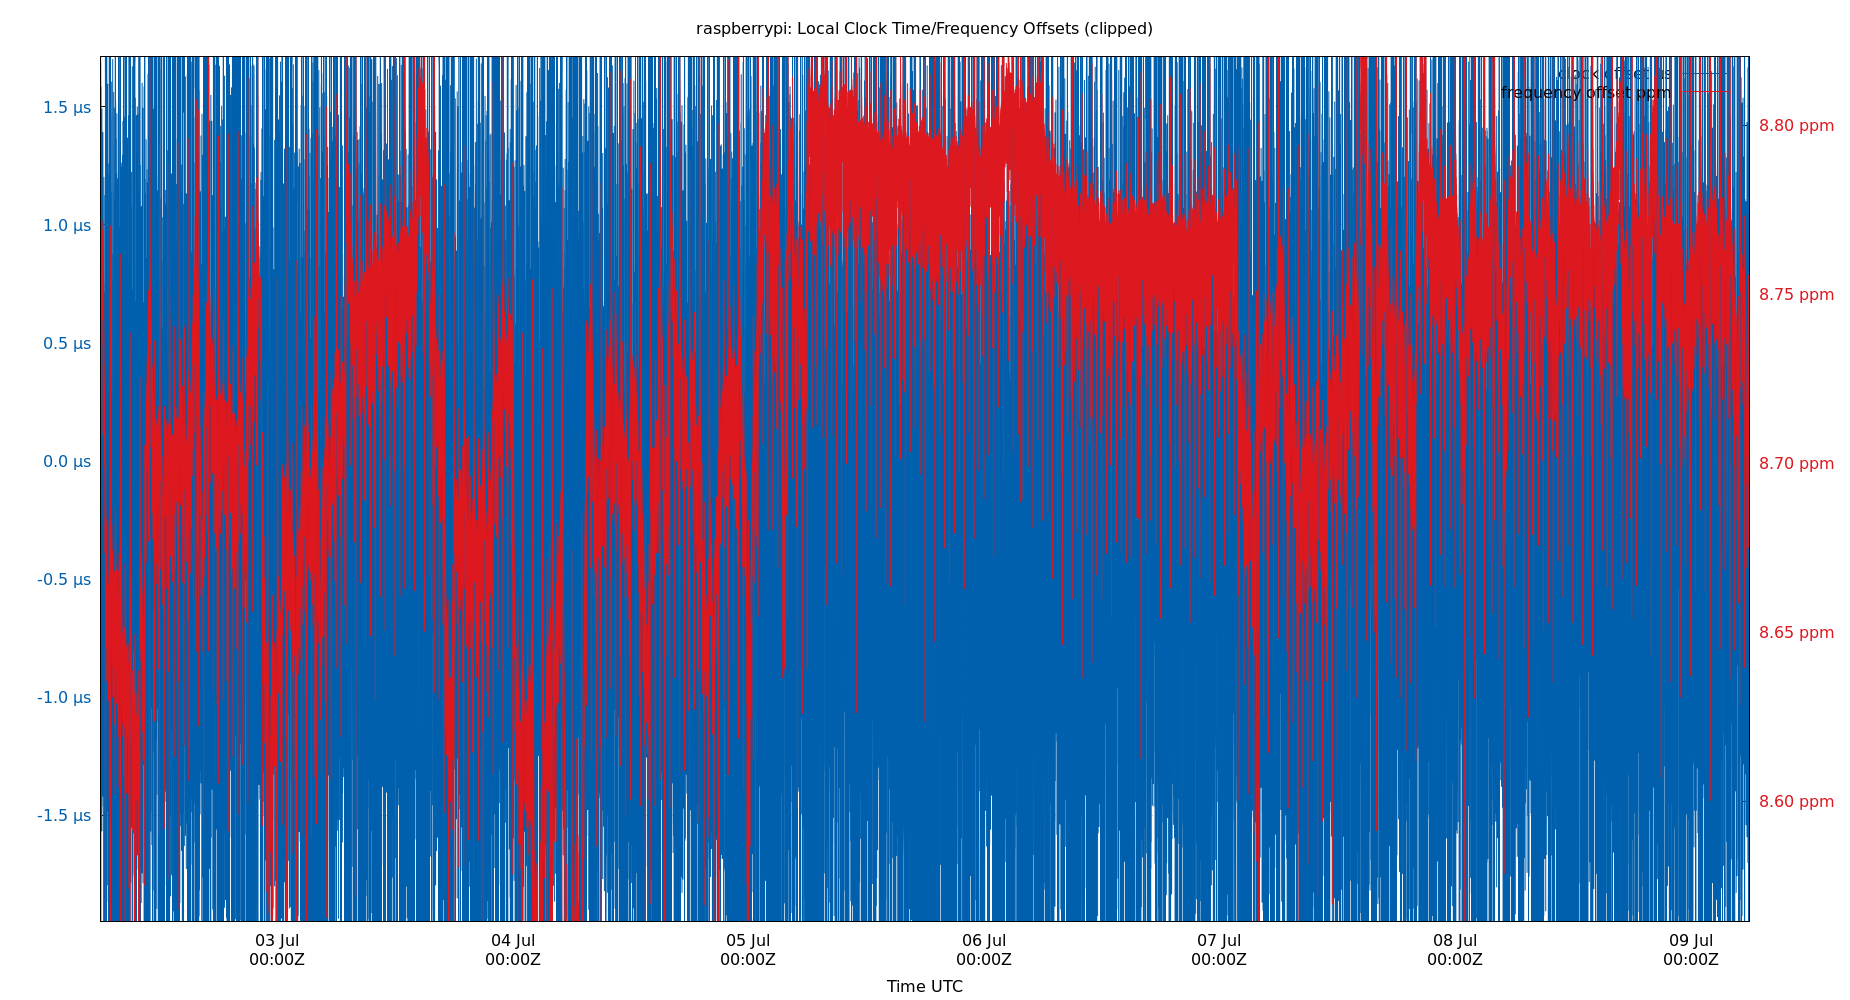 raspberrypi: Local Clock Time/Frequency Offsets (clipped)
clock offset µs
frequency offset ppm
1.5 µs
1.0 µs
0.5 µs
0.0 µs
-0.5 µs
-1.0 µs
-1.5 µs
8.80 ppm
8.75 ppm
8.70 ppm
8.65 ppm
8.60 ppm
03 Jul
00:00Z
04 Jul
00:00Z
05 Jul
00:00Z
06 Jul
00:00Z
07 Jul
00:00Z
08 Jul
00:00Z
09 Jul
00:00Z
Time UTC